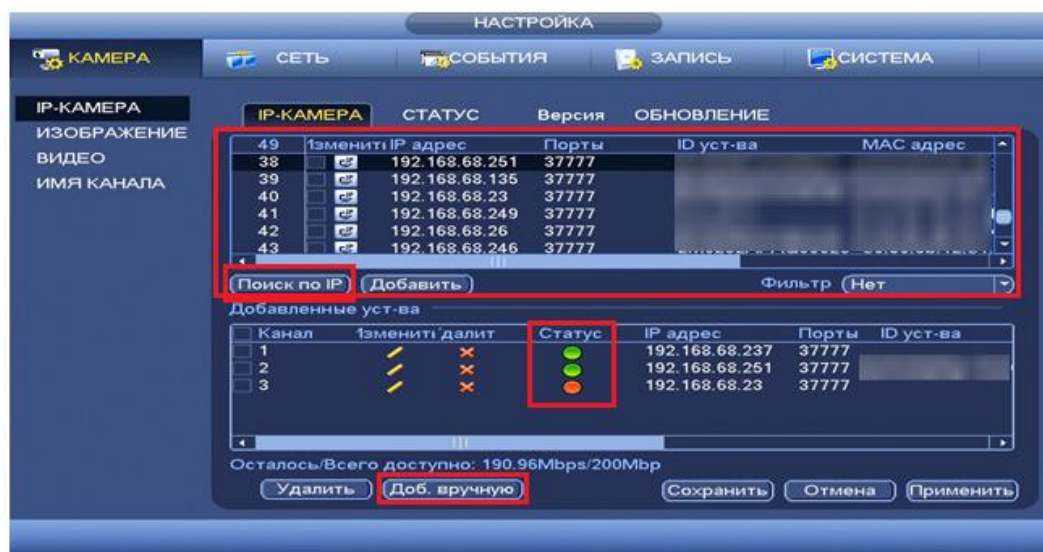 НАСТРОЙКА
КАМЕРА СЕТЬ СОБЫТИЯ ЗАПИСЬ СИСТЕМА
IP-КАМЕРА
ИЗОБРАЖЕНИЕ
ВИДЕО
ИМЯ КАНАЛА
IP-КАМЕРА СТАТУС Версия ОБНОВЛЕНИЕ
49 Изменить IP адрес Порты ID уст-ва MAC адрес
38 192.168.68.251 37777
39 192.168.68.135 37777
40 192.168.68.23 37777
41 192.168.68.249 37777
42 192.168.68.26 37777
43 192.168.68.246 37777
Поиск по IP Добавить Фильтр Нет
Добавленные уст-ва
Канал Изменить далит Статус IP адрес Порты ID уст-ва
1 192.168.68.237 37777
2 192.168.68.251 37777
3 192.168.68.23 37777
Осталось/Всего доступно: 190.96Mbps/200Mbp
Удалить Доб. вручную Сохранить Отмена Применить